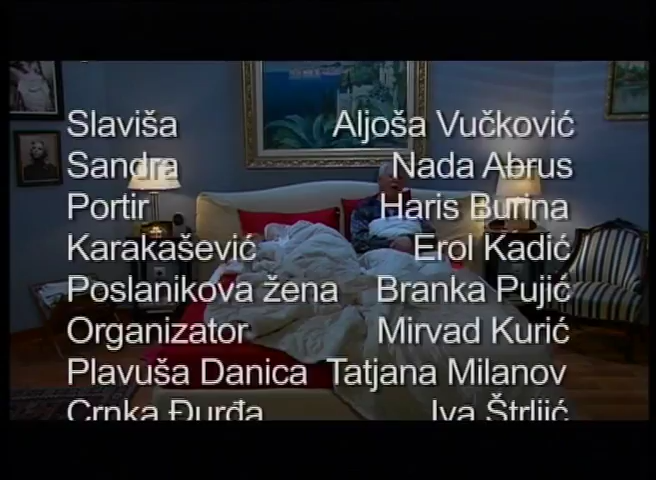 Slaviša Aljoša Vučković
Sandra Nada Abrus
Portir Haris Burina
Karakašević Erol Kadić
Poslanikova žena Branka Pujić
Organizator Mirvad Kurić
Plavuša Danica Tatjana Milanov
Crnka Đurđa Iva Štrljić